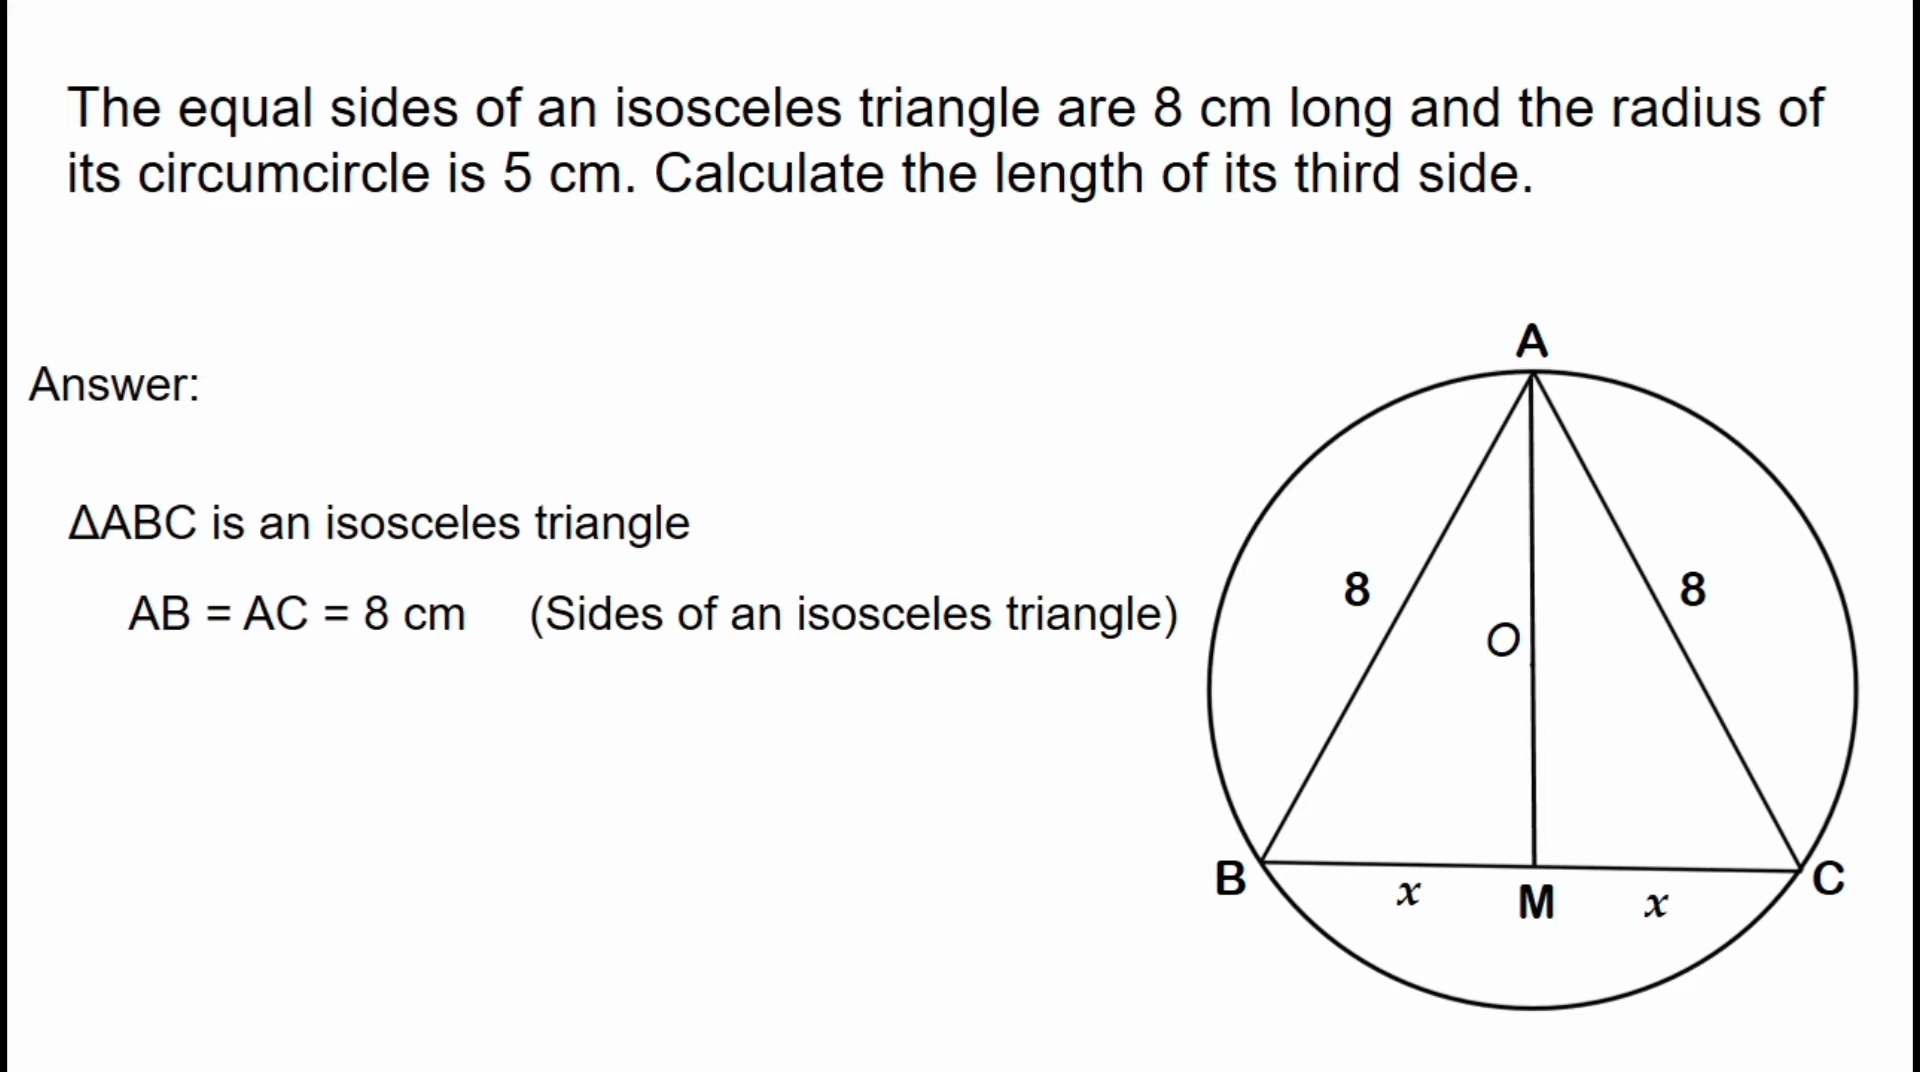 The equal sides of an isosceles triangle are 8 cm long and the radius of
its circumcircle is 5 cm. Calculate the length of its third side.
Answer:
ΔABC is an isosceles triangle
AB = AC = 8 cm (Sides of an isosceles triangle)
A
8
8
O
B
C
x
M
x